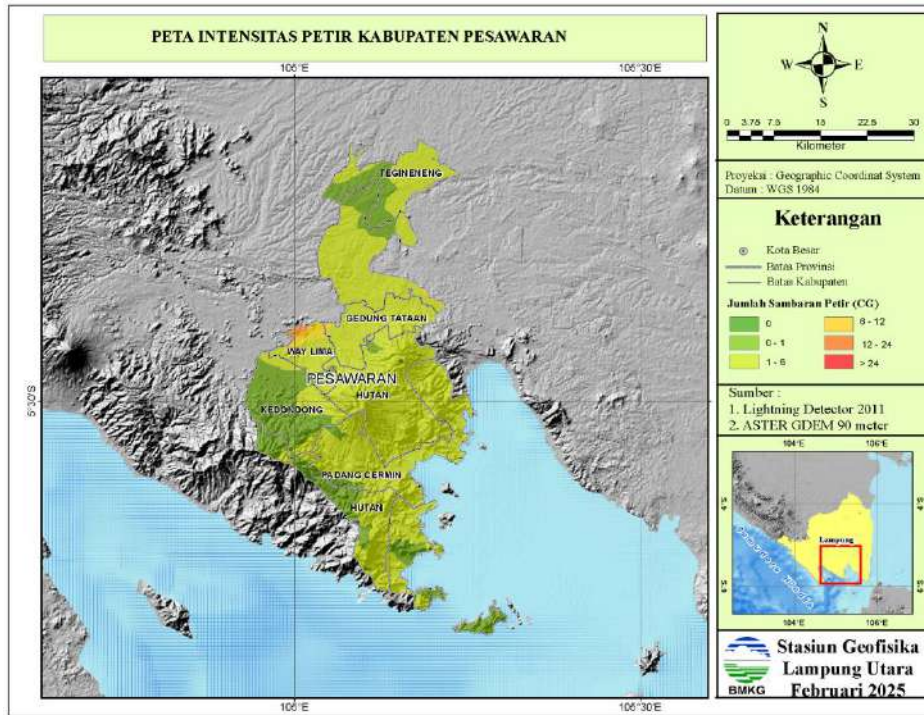 PETA INTENSITAS PETIR KABUPATEN PESAWARAN
105°E
105°30'E
5°30'S
TEGINENENG
GEDUNG TATAAN
WAY LIMA
PESAWARAN
HUTAN
KEDONDONG
PADANG CERMIN
HUTAN
105°E
105°30'E
N
W
E
S
0 3.75 7.5 15 22.5 30
Kilometer
Proyeksi : Geographic Coordinat System
Datum : WGS 1984
Keterangan
Kota Besar
Batas Provinsi
Batas Kabupaten
Jumlah Sambaran Petir (CG)
0
0 - 1
1 - 6
6 - 12
12 - 24
> 24
Sumber :
1. Lightning Detector 2011
2. ASTER GDEM 90 meter
104°E
106°E
Lampung
104°E
106°E
BMKG
Stasiun Geofisika
Lampung Utara
Februari 2025